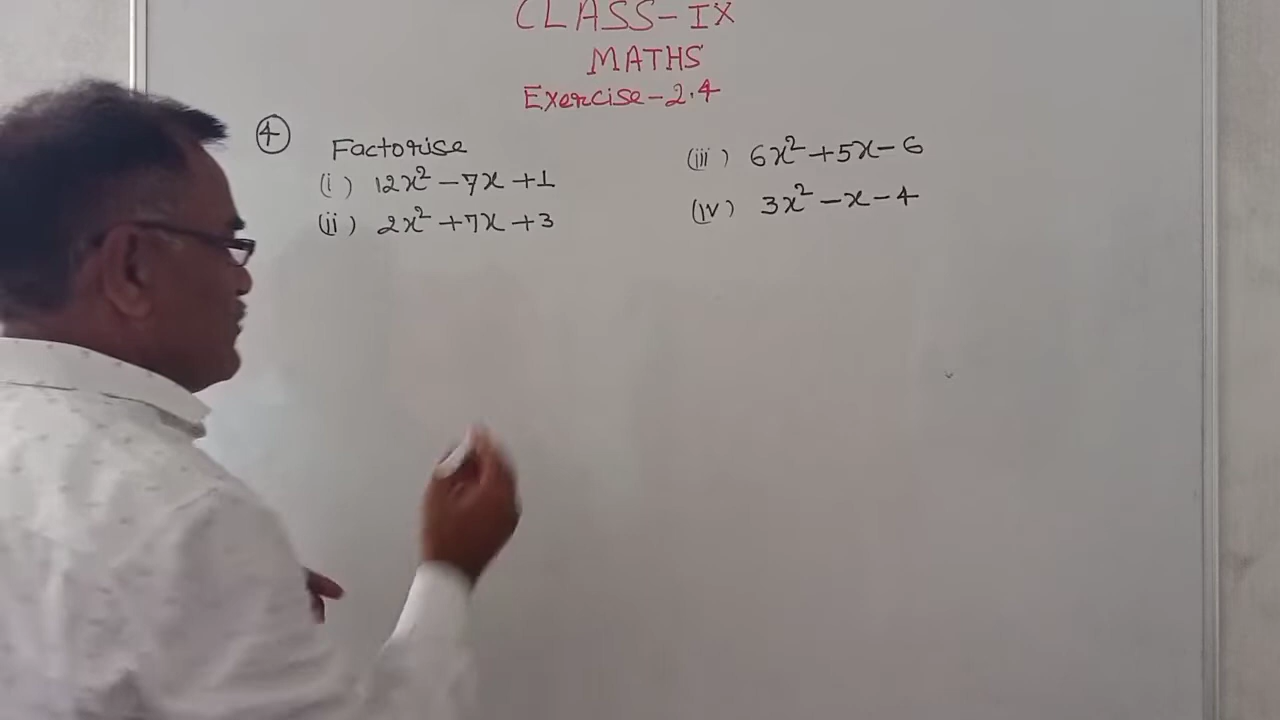 CLASS-IX
MATHS
Exercise-2.4
4 Factorise
(i) 12x² -7x +1
(ii) 2x² +7x +3
(iii) 6x² +5x - 6
(iv) 3x² - x - 4